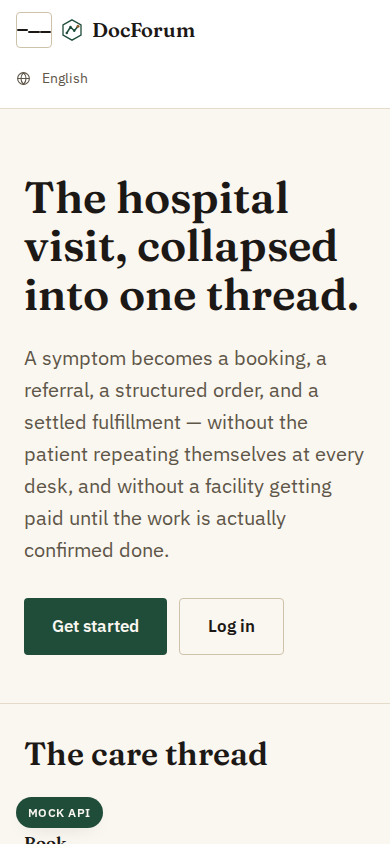 DocForum
English
The hospital
visit, collapsed
into one thread.
A symptom becomes a booking, a
referral, a structured order, and a
settled fulfillment — without the
patient repeating themselves at every
desk, and without a facility getting
paid until the work is actually
confirmed done.
Get started
Log in
The care thread
MOCK API
Book